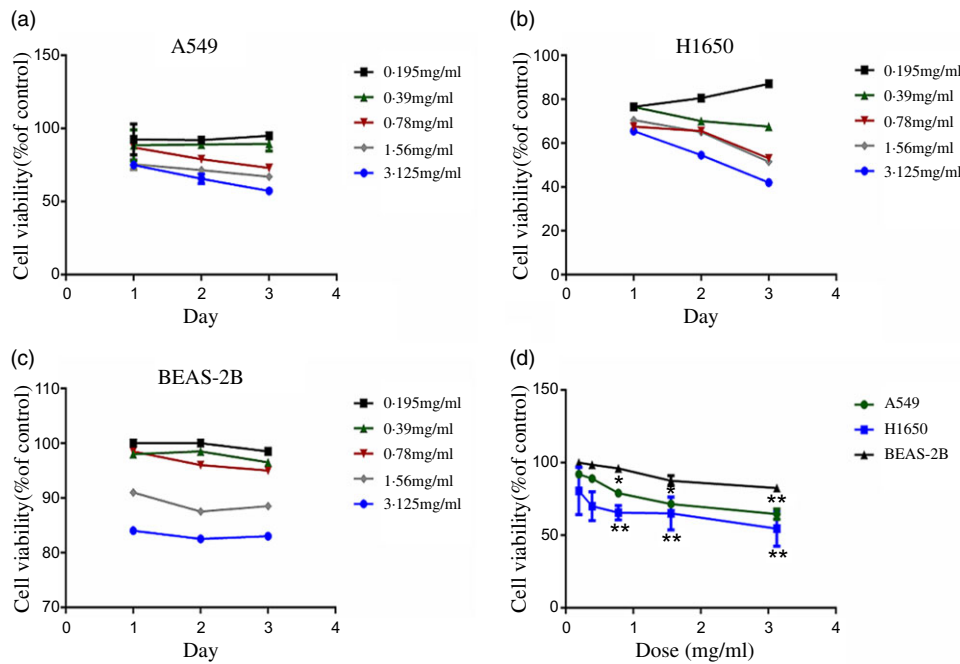 (a)
A549
Cell viability(%of control)
150
100
50
0
0
1
2
3
4
Day
0·195mg/ml
0·39mg/ml
0·78mg/ml
1·56mg/ml
3·125mg/ml
(b)
H1650
Cell viability(%of control)
100
80
60
40
20
0
0
1
2
3
4
Day
0·195mg/ml
0·39mg/ml
0·78mg/ml
1·56mg/ml
3·125mg/ml
(c)
BEAS-2B
Cell viability(%of control)
110
100
90
80
70
0
1
2
3
4
Day
0·195mg/ml
0·39mg/ml
0·78mg/ml
1·56mg/ml
3·125mg/ml
(d)
Cell viability(%of control)
150
100
50
0
0
1
2
3
4
Dose (mg/ml)
A549
H1650
BEAS-2B
*
*
**
**
**
**